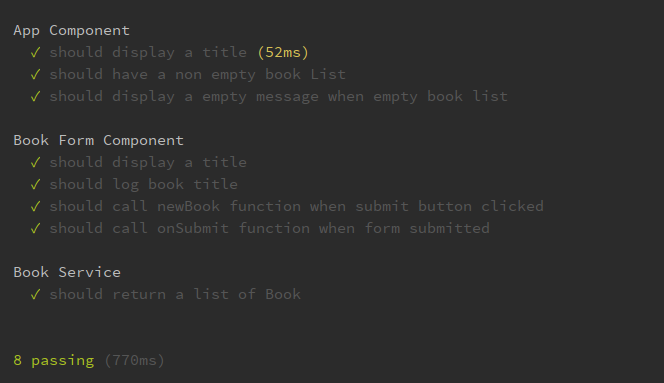 App Component
✓ should display a title (52ms)
✓ should have a non empty book List
✓ should display a empty message when empty book list
Book Form Component
✓ should display a title
✓ should log book title
✓ should call newBook function when submit button clicked
✓ should call onSubmit function when form submitted
Book Service
✓ should return a list of Book
8 passing (770ms)